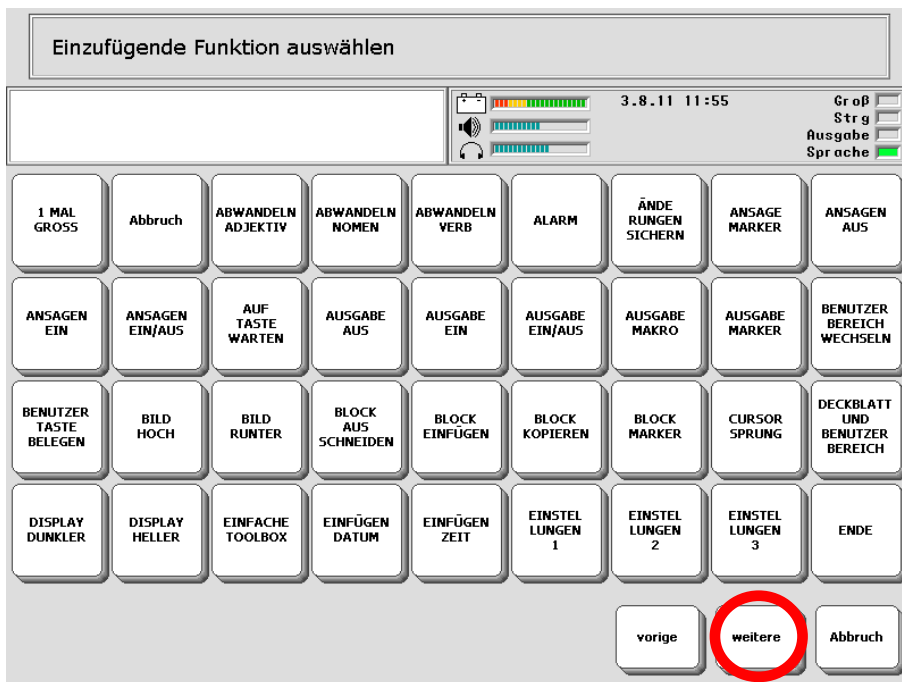 Einzufügende Funktion auswählen
3.8.11 11:55
Groß
Strg
Ausgabe
Sprache
1 MAL
GROSS
Abbruch
ABWANDELN
ADJEKTIV
ABWANDELN
NOMEN
ABWANDELN
VERB
ALARM
ÄNDE
RUNGEN
SICHERN
ANSAGE
MARKER
ANSAGEN
AUS
ANSAGEN
EIN
ANSAGEN
EIN/AUS
AUF
TASTE
WARTEN
AUSGABE
AUS
AUSGABE
EIN
AUSGABE
EIN/AUS
AUSGABE
MAKRO
AUSGABE
MARKER
BENUTZER
BEREICH
WECHSELN
BENUTZER
TASTE
BELEGEN
BILD
HOCH
BILD
RUNTER
BLOCK
AUS
SCHNEIDEN
BLOCK
EINFÜGEN
BLOCK
KOPIEREN
BLOCK
MARKER
CURSOR
SPRUNG
DECKBLATT
UND
BENUTZER
BEREICH
DISPLAY
DUNKLER
DISPLAY
HELLER
EINFACHE
TOOLBOX
EINFÜGEN
DATUM
EINFÜGEN
ZEIT
EINSTEL
LUNGEN
1
EINSTEL
LUNGEN
2
EINSTEL
LUNGEN
3
ENDE
vorige
weitere
Abbruch